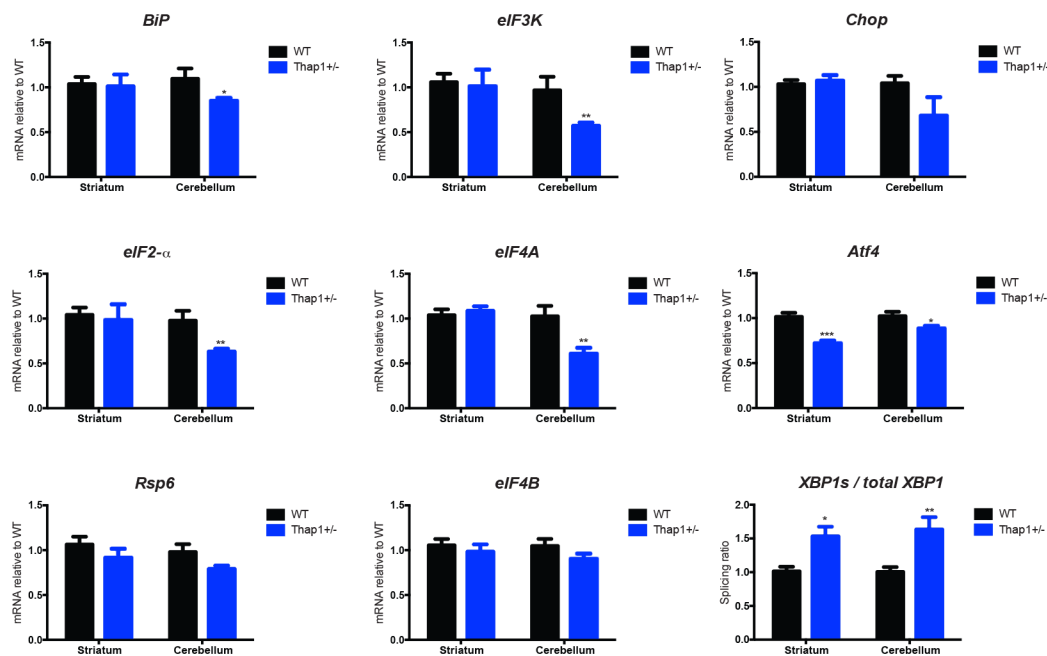 BiP
mRNA relative to WT
1.5
1.0
0.5
0.0
*
Striatum
Cerebellum
WT
Thap1+/-
eIF3K
mRNA relative to WT
1.5
1.0
0.5
0.0
**
Striatum
Cerebellum
WT
Thap1+/-
Chop
mRNA relative to WT
1.5
1.0
0.5
0.0
Striatum
Cerebellum
WT
Thap1+/-
eIF2-α
mRNA relative to WT
1.5
1.0
0.5
0.0
**
Striatum
Cerebellum
WT
Thap1+/-
eIF4A
mRNA relative to WT
1.5
1.0
0.5
0.0
**
Striatum
Cerebellum
WT
Thap1+/-
Atf4
mRNA relative to WT
1.5
1.0
0.5
0.0
***
*
Striatum
Cerebellum
WT
Thap1+/-
Rsp6
mRNA relative to WT
1.5
1.0
0.5
0.0
Striatum
Cerebellum
WT
Thap1+/-
eIF4B
mRNA relative to WT
1.5
1.0
0.5
0.0
Striatum
Cerebellum
WT
Thap1+/-
XBP1s / total XBP1
Splicing ratio
2.0
1.5
1.0
0.5
0.0
*
**
Striatum
Cerebellum
WT
Thap1+/-